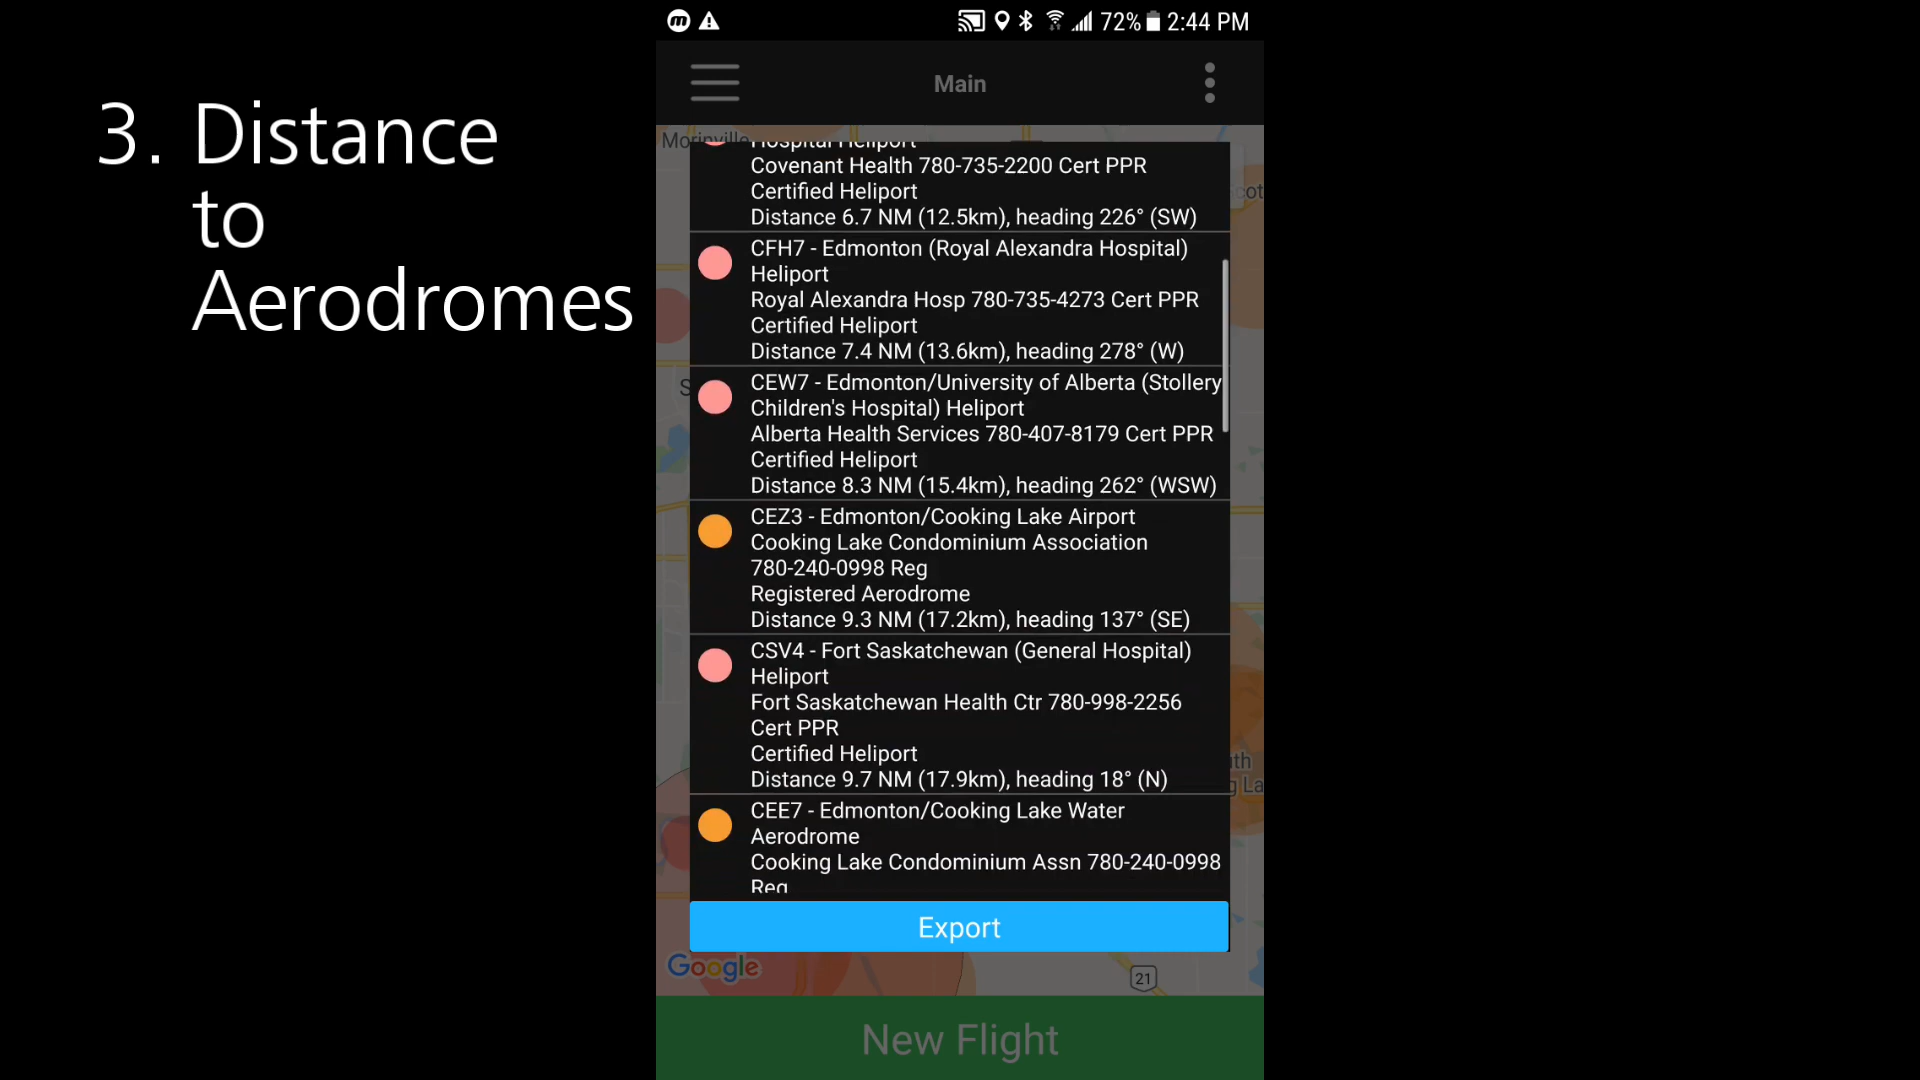 3. Distance
to
Aerodromes
72% 2:44 PM
Main
Morinville
Hospital Heliport
Covenant Health 780-735-2200 Cert PPR
Certified Heliport
Distance 6.7 NM (12.5km), heading 226° (SW)
CFH7 - Edmonton (Royal Alexandra Hospital)
Heliport
Royal Alexandra Hosp 780-735-4273 Cert PPR
Certified Heliport
Distance 7.4 NM (13.6km), heading 278° (W)
CEW7 - Edmonton/University of Alberta (Stollery
Children's Hospital) Heliport
Alberta Health Services 780-407-8179 Cert PPR
Certified Heliport
Distance 8.3 NM (15.4km), heading 262° (WSW)
CEZ3 - Edmonton/Cooking Lake Airport
Cooking Lake Condominium Association
780-240-0998 Reg
Registered Aerodrome
Distance 9.3 NM (17.2km), heading 137° (SE)
CSV4 - Fort Saskatchewan (General Hospital)
Heliport
Fort Saskatchewan Health Ctr 780-998-2256
Cert PPR
Certified Heliport
Distance 9.7 NM (17.9km), heading 18° (N)
CEE7 - Edmonton/Cooking Lake Water
Aerodrome
Cooking Lake Condominium Assn 780-240-0998
Reg
Export
Google
21
New Flight